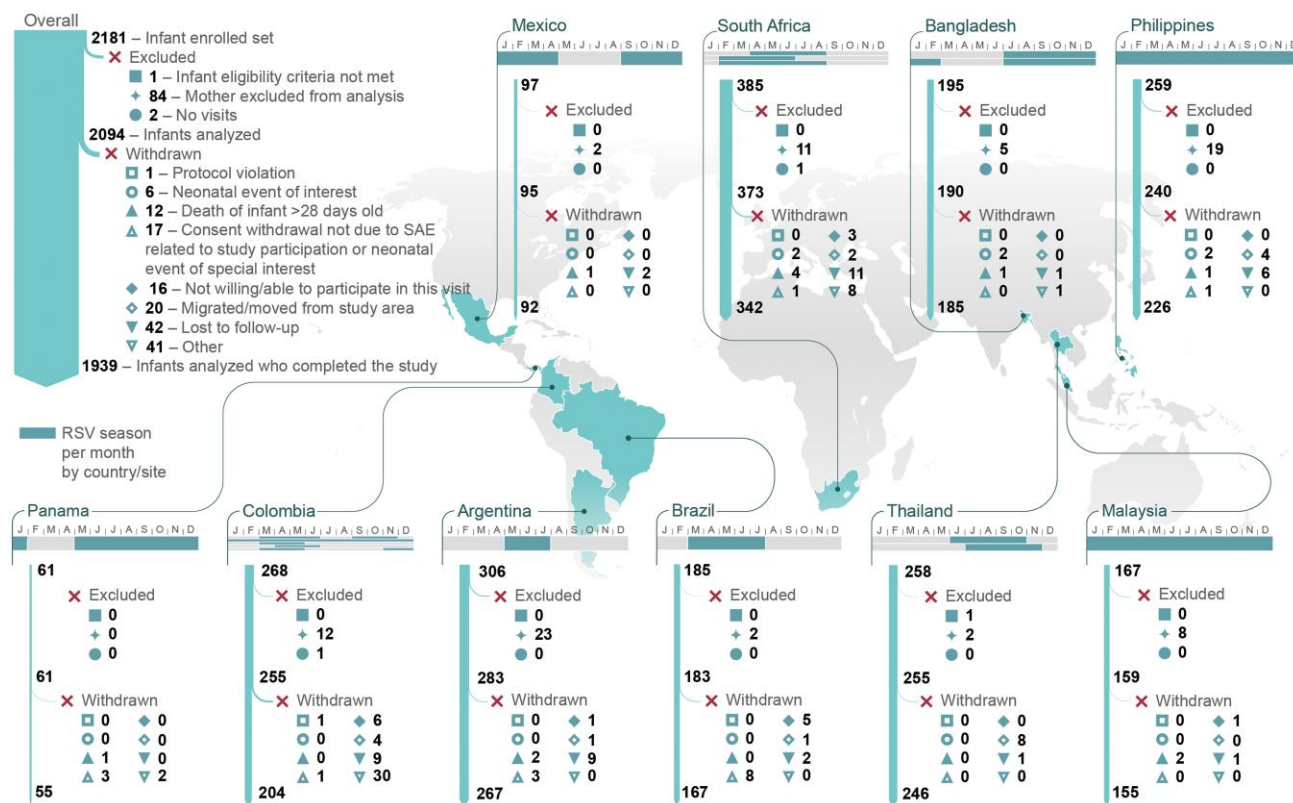 Overall
2181 – Infant enrolled set
Excluded
1 – Infant eligibility criteria not met
84 – Mother excluded from analysis
2 – No visits
2094 – Infants analyzed
Withdrawn
1 – Protocol violation
6 – Neonatal event of interest
12 – Death of infant >28 days old
17 – Consent withdrawal not due to SAE
related to study participation or
neonatal
event of special interest
16 – Not willing/able to participate in this visit
20 – Migrated/moved from study area
42 – Lost to follow-up
41 – Other
1939 – Infants analyzed who completed the study
RSV season
per month
by country/site
Mexico
J F M A M J J A S O N D
97
Excluded
0
2
0
95
Withdrawn
0 0
0 0
1 2
0 0
92
South Africa
J F M A M J J A S O N D
385
Excluded
0
11
1
373
Withdrawn
0 3
2 2
4 11
1 8
342
Bangladesh
J F M A M J J A S O N D
195
Excluded
0
5
0
190
Withdrawn
0 0
2 0
1 1
0 1
185
Philippines
J F M A M J J A S O N D
259
Excluded
0
19
0
240
Withdrawn
0 0
2 4
1 6
1 0
226
Panama
J F M A M J J A S O N D
61
Excluded
0
0
0
61
Withdrawn
0 0
0 0
1 0
3 2
55
Colombia
J F M A M J J A S O N D
268
Excluded
0
12
1
255
Withdrawn
1 6
0 4
0 9
1 30
204
Argentina
J F M A M J J A S O N D
306
Excluded
0
23
0
283
Withdrawn
0 1
0 1
2 9
3 0
267
Brazil
J F M A M J J A S O N D
185
Excluded
0
2
0
183
Withdrawn
0 5
0 1
0 2
8 0
167
Thailand
J F M A M J J A S O N D
258
Excluded
1
2
0
255
Withdrawn
0 0
0 8
0 1
0 0
246
Malaysia
J F M A M J J A S O N D
167
Excluded
0
8
0
159
Withdrawn
0 1
0 0
2 1
0 0
155